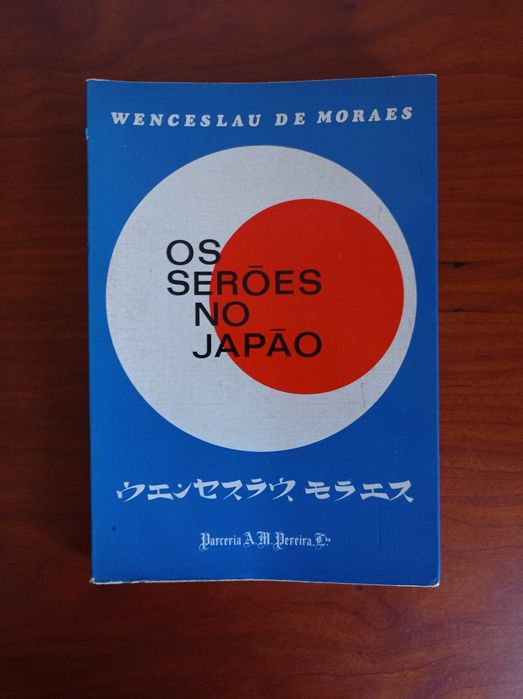 WENCESLAU DE MORAES
OS
SERÕES
NO
JAPÃO
ウエンセスラウス モラエス
Parceria A. M. Pereira, L.da